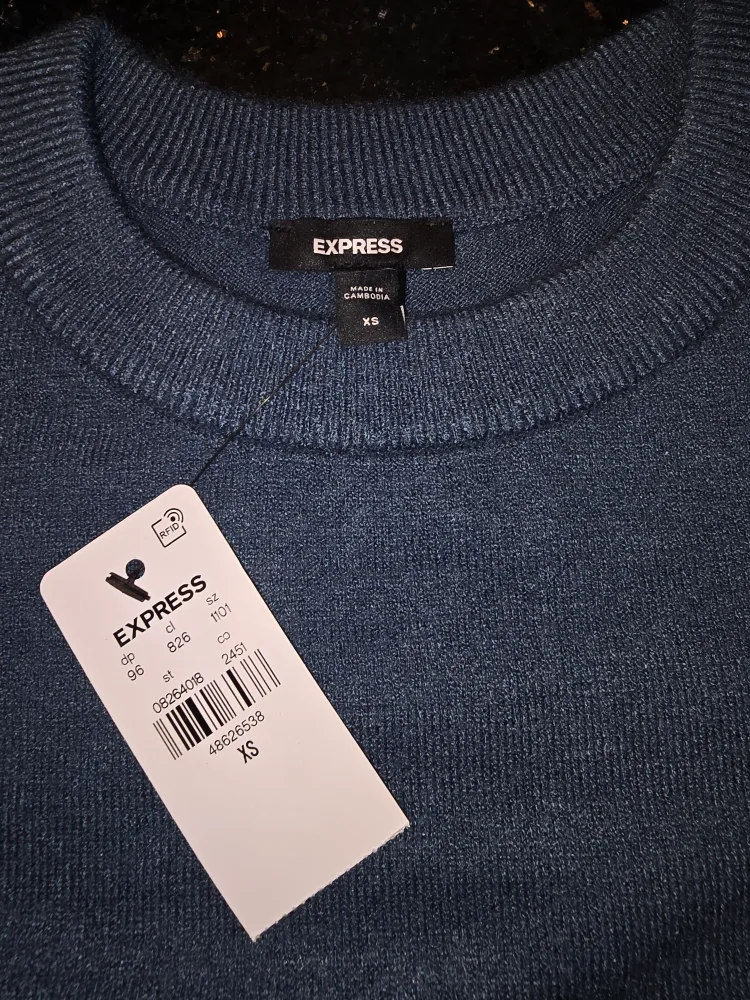 EXPRESS
MADE IN
CAMBODIA
XS
RFID
EXPRESS
dp cl sz
96 826 1101
st co
08264018 2451
48626538
XS